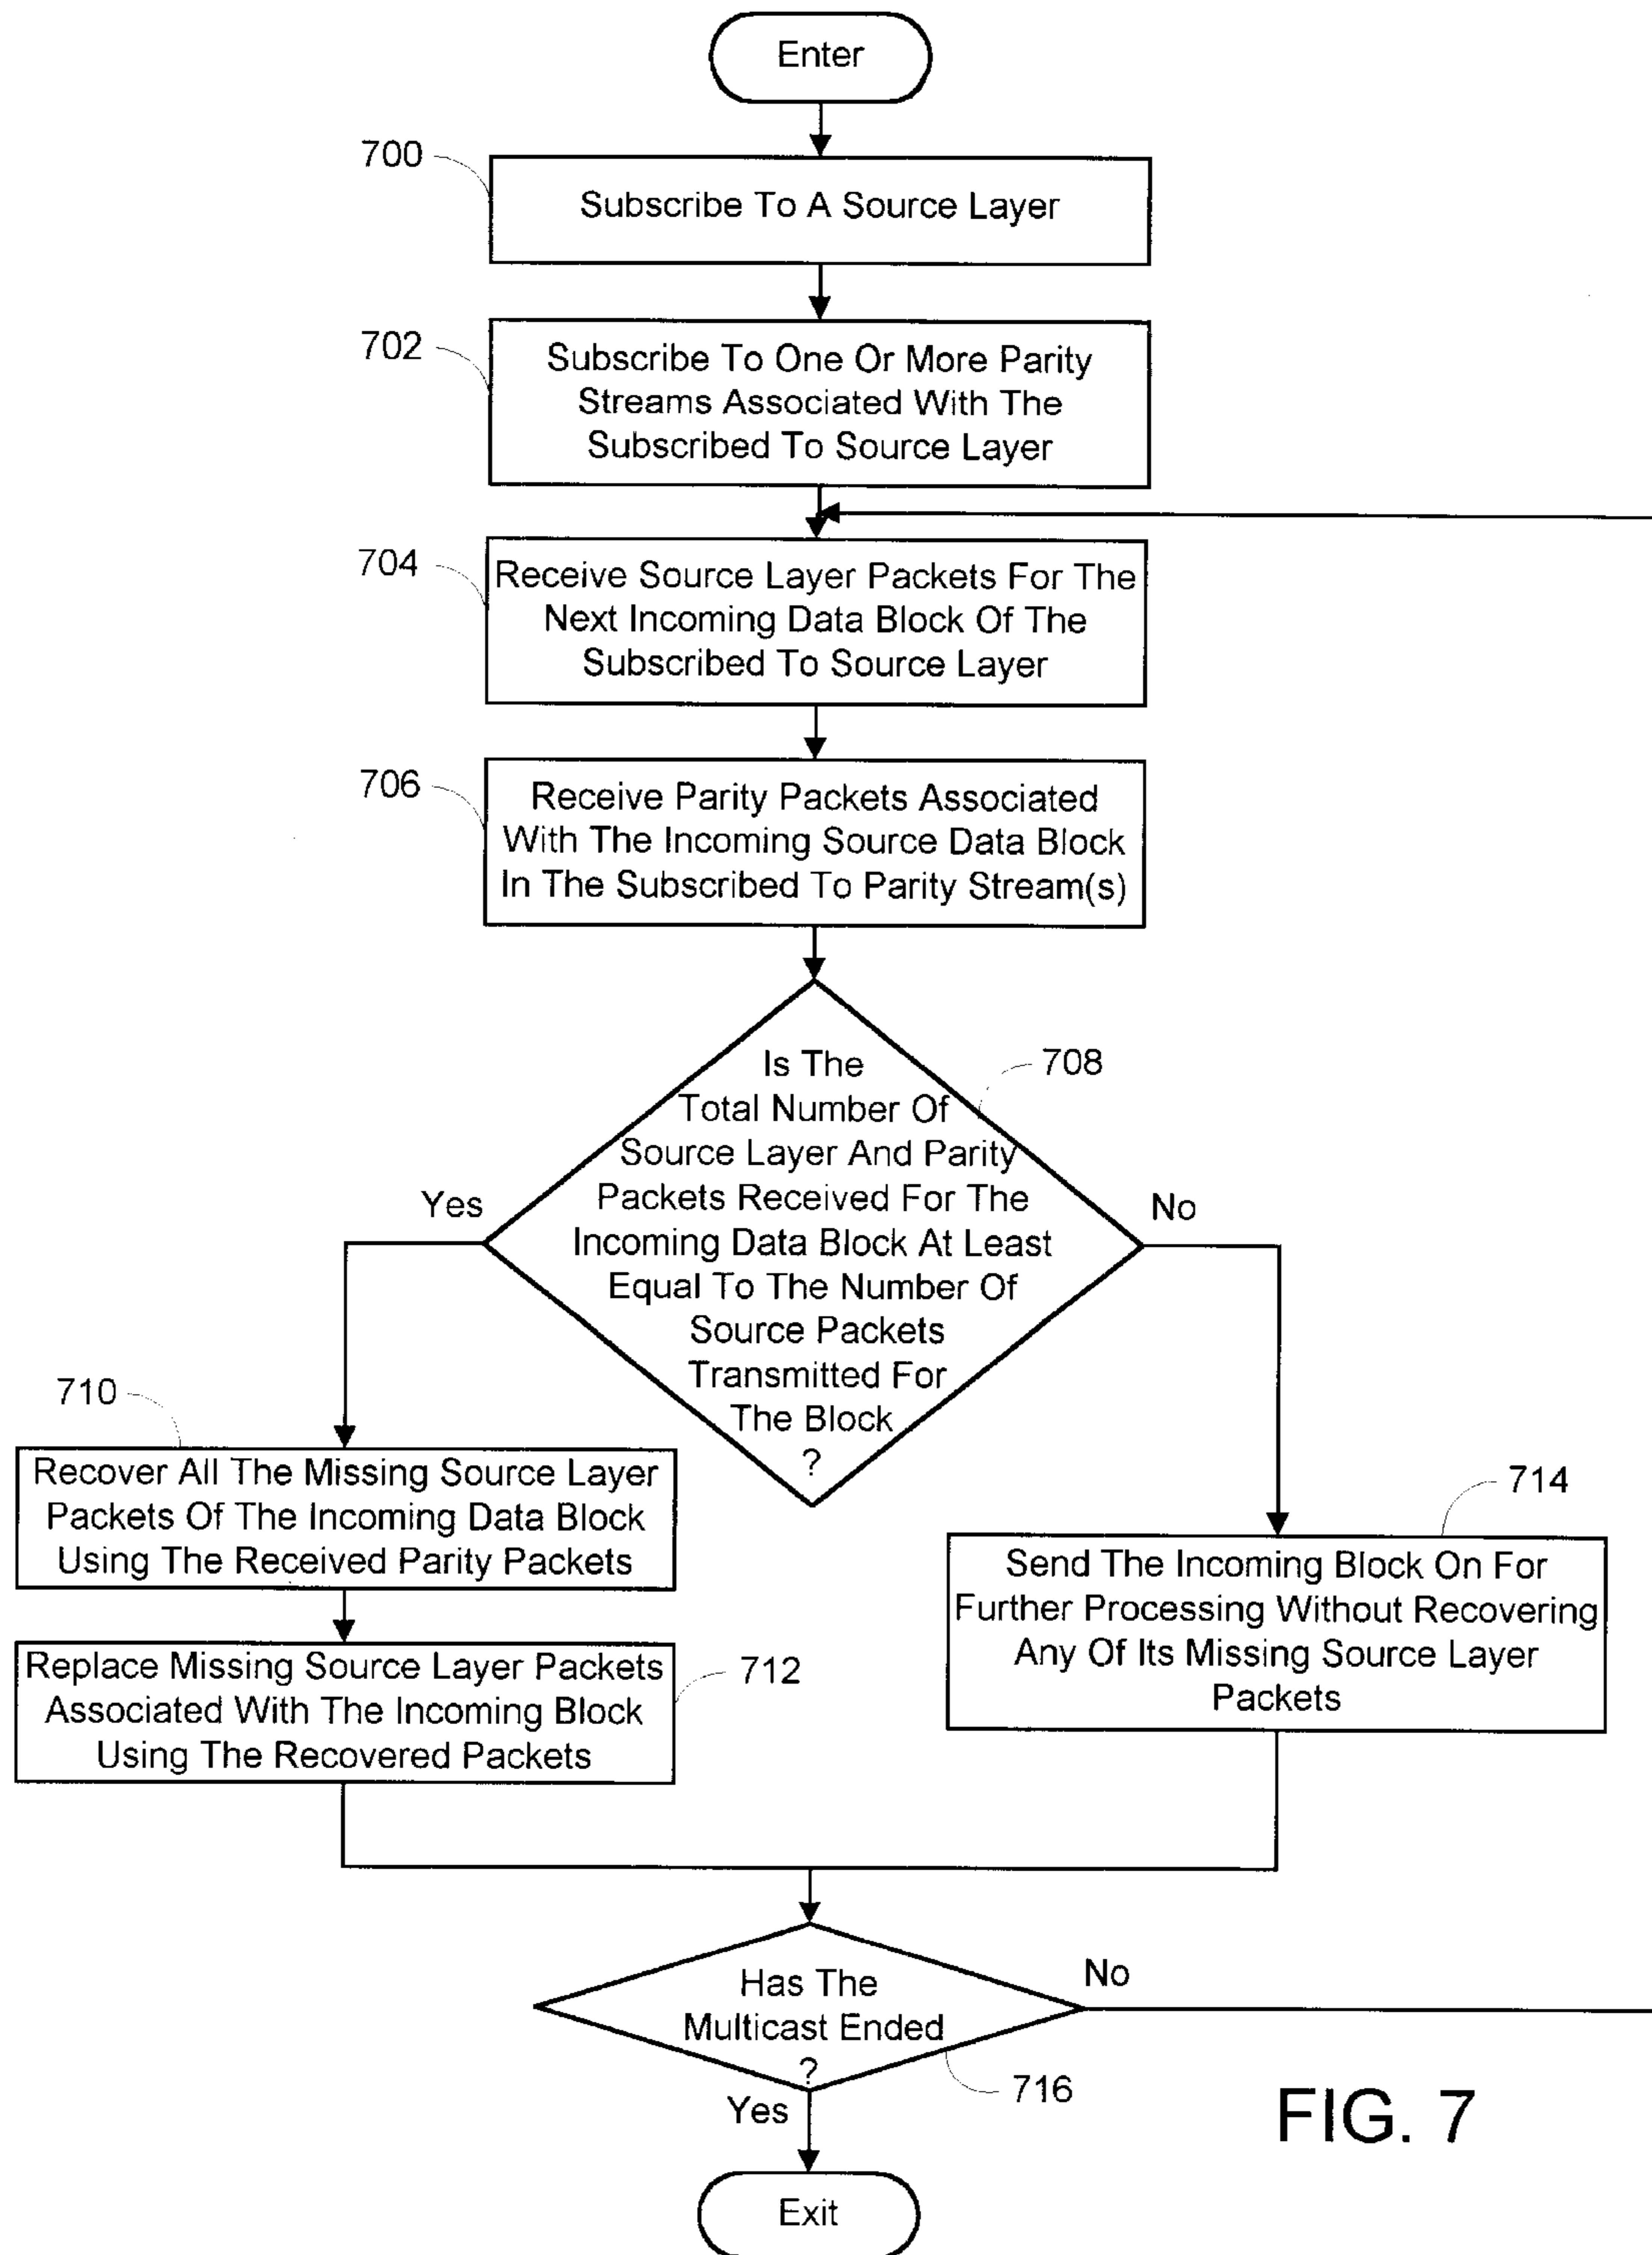 Enter
700
Subscribe To A Source Layer
702
Subscribe To One Or More Parity
Streams Associated With The
Subscribed To Source Layer
704
Receive Source Layer Packets For The
Next Incoming Data Block Of The
Subscribed To Source Layer
706
Receive Parity Packets Associated
With The Incoming Source Data Block
In The Subscribed To Parity Stream(s)
708
Is The
Total Number Of
Source Layer And Parity
Packets Received For The
Incoming Data Block At Least
Equal To The Number Of
Source Packets
Transmitted For
The Block
?
Yes
No
710
Recover All The Missing Source Layer
Packets Of The Incoming Data Block
Using The Received Parity Packets
712
Replace Missing Source Layer Packets
Associated With The Incoming Block
Using The Recovered Packets
714
Send The Incoming Block On For
Further Processing Without Recovering
Any Of Its Missing Source Layer
Packets
Has The
Multicast Ended
?
No
716
Yes
Exit
FIG. 7